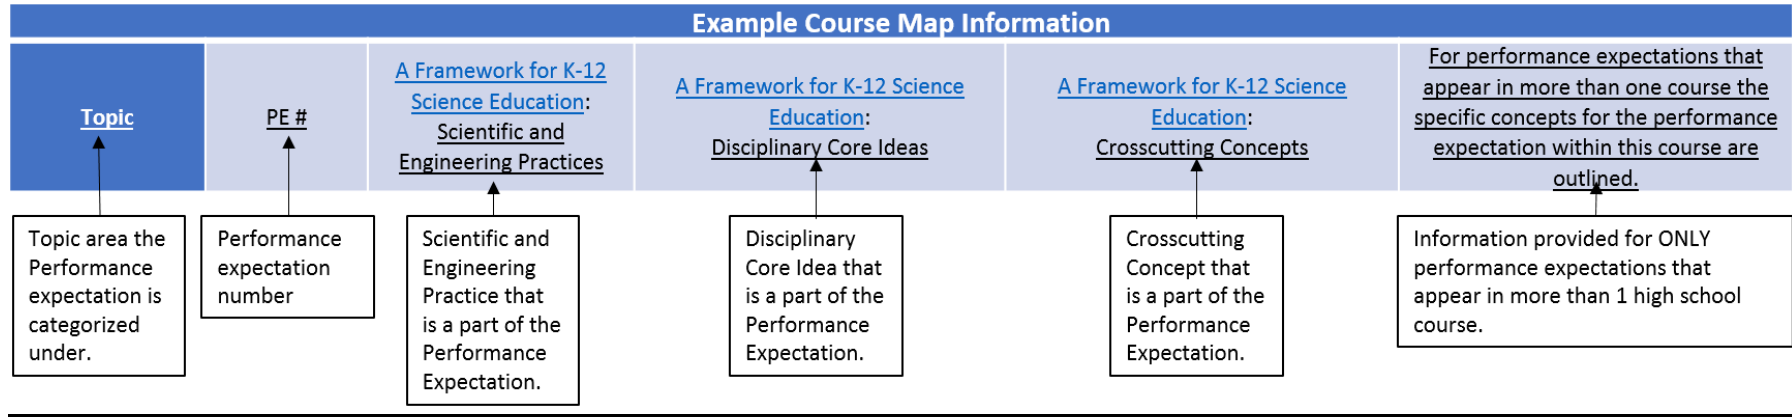 Example Course Map Information
Topic
PE #
A Framework for K-12
Science Education:
Scientific and
Engineering Practices
A Framework for K-12 Science
Education:
Disciplinary Core Ideas
A Framework for K-12 Science
Education:
Crosscutting Concepts
For performance expectations that
appear in more than one course the
specific concepts for the performance
expectation within this course are
outlined.
Topic area the
Performance
expectation is
categorized
under.
Performance
expectation
number
Scientific and
Engineering
Practice that
is a part of the
Performance
Expectation.
Disciplinary
Core Idea that
is a part of the
Performance
Expectation.
Crosscutting
Concept that
is a part of the
Performance
Expectation.
Information provided for ONLY
performance expectations that
appear in more than 1 high school
course.